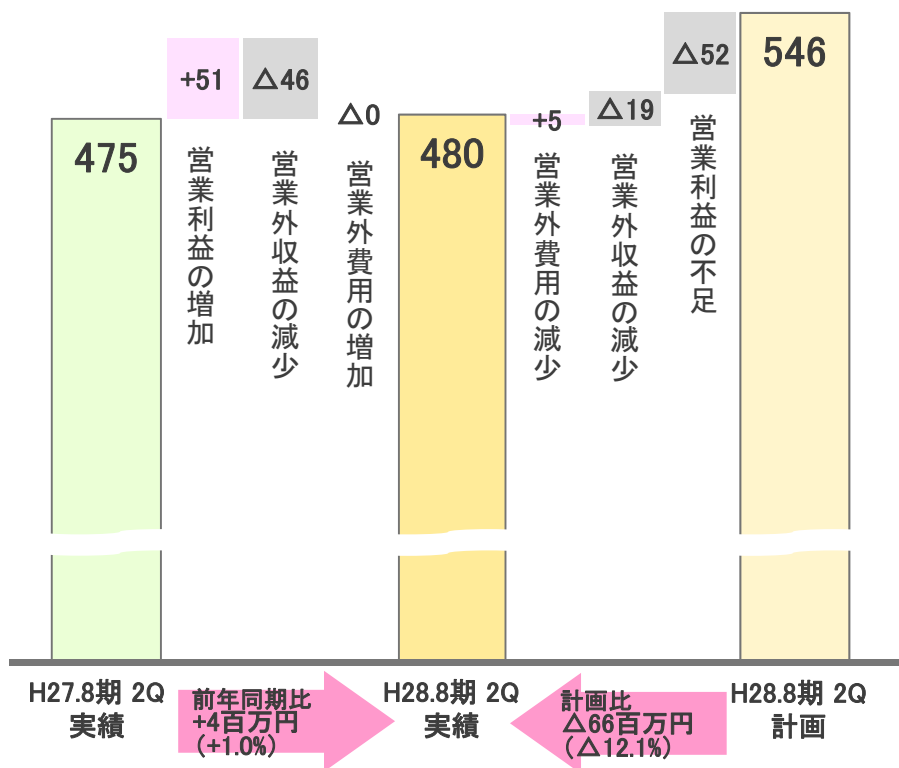 475
+51
営業利益の増加
△46
営業外収益の減少
△0
営業外費用の増加
480
+5
営業外費用の減少
△19
営業外収益の減少
△52
営業利益の不足
546
H27.8期 2Q
実績
前年同期比
+4百万円
(+1.0%)
H28.8期 2Q
実績
計画比
△66百万円
(△12.1%)
H28.8期 2Q
計画